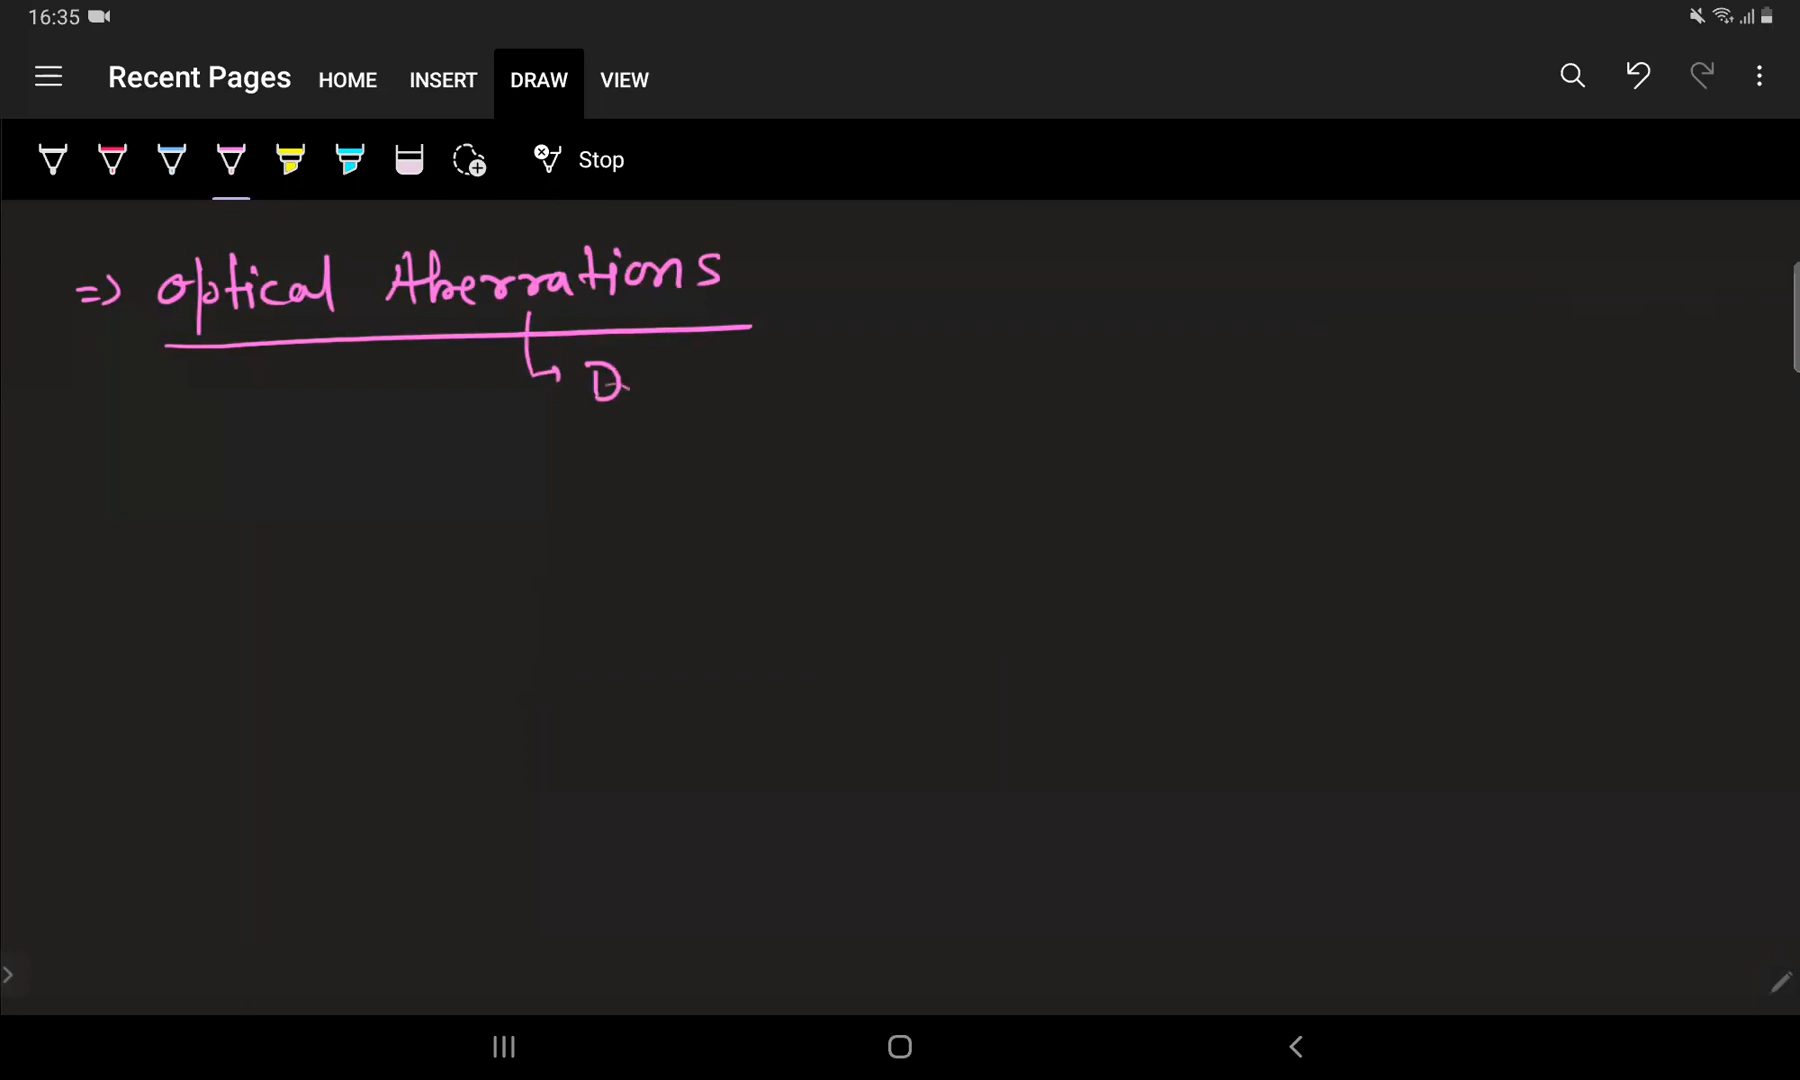 16:35
Recent Pages HOME INSERT DRAW VIEW
Stop
=> Optical Aberrations
↳ D